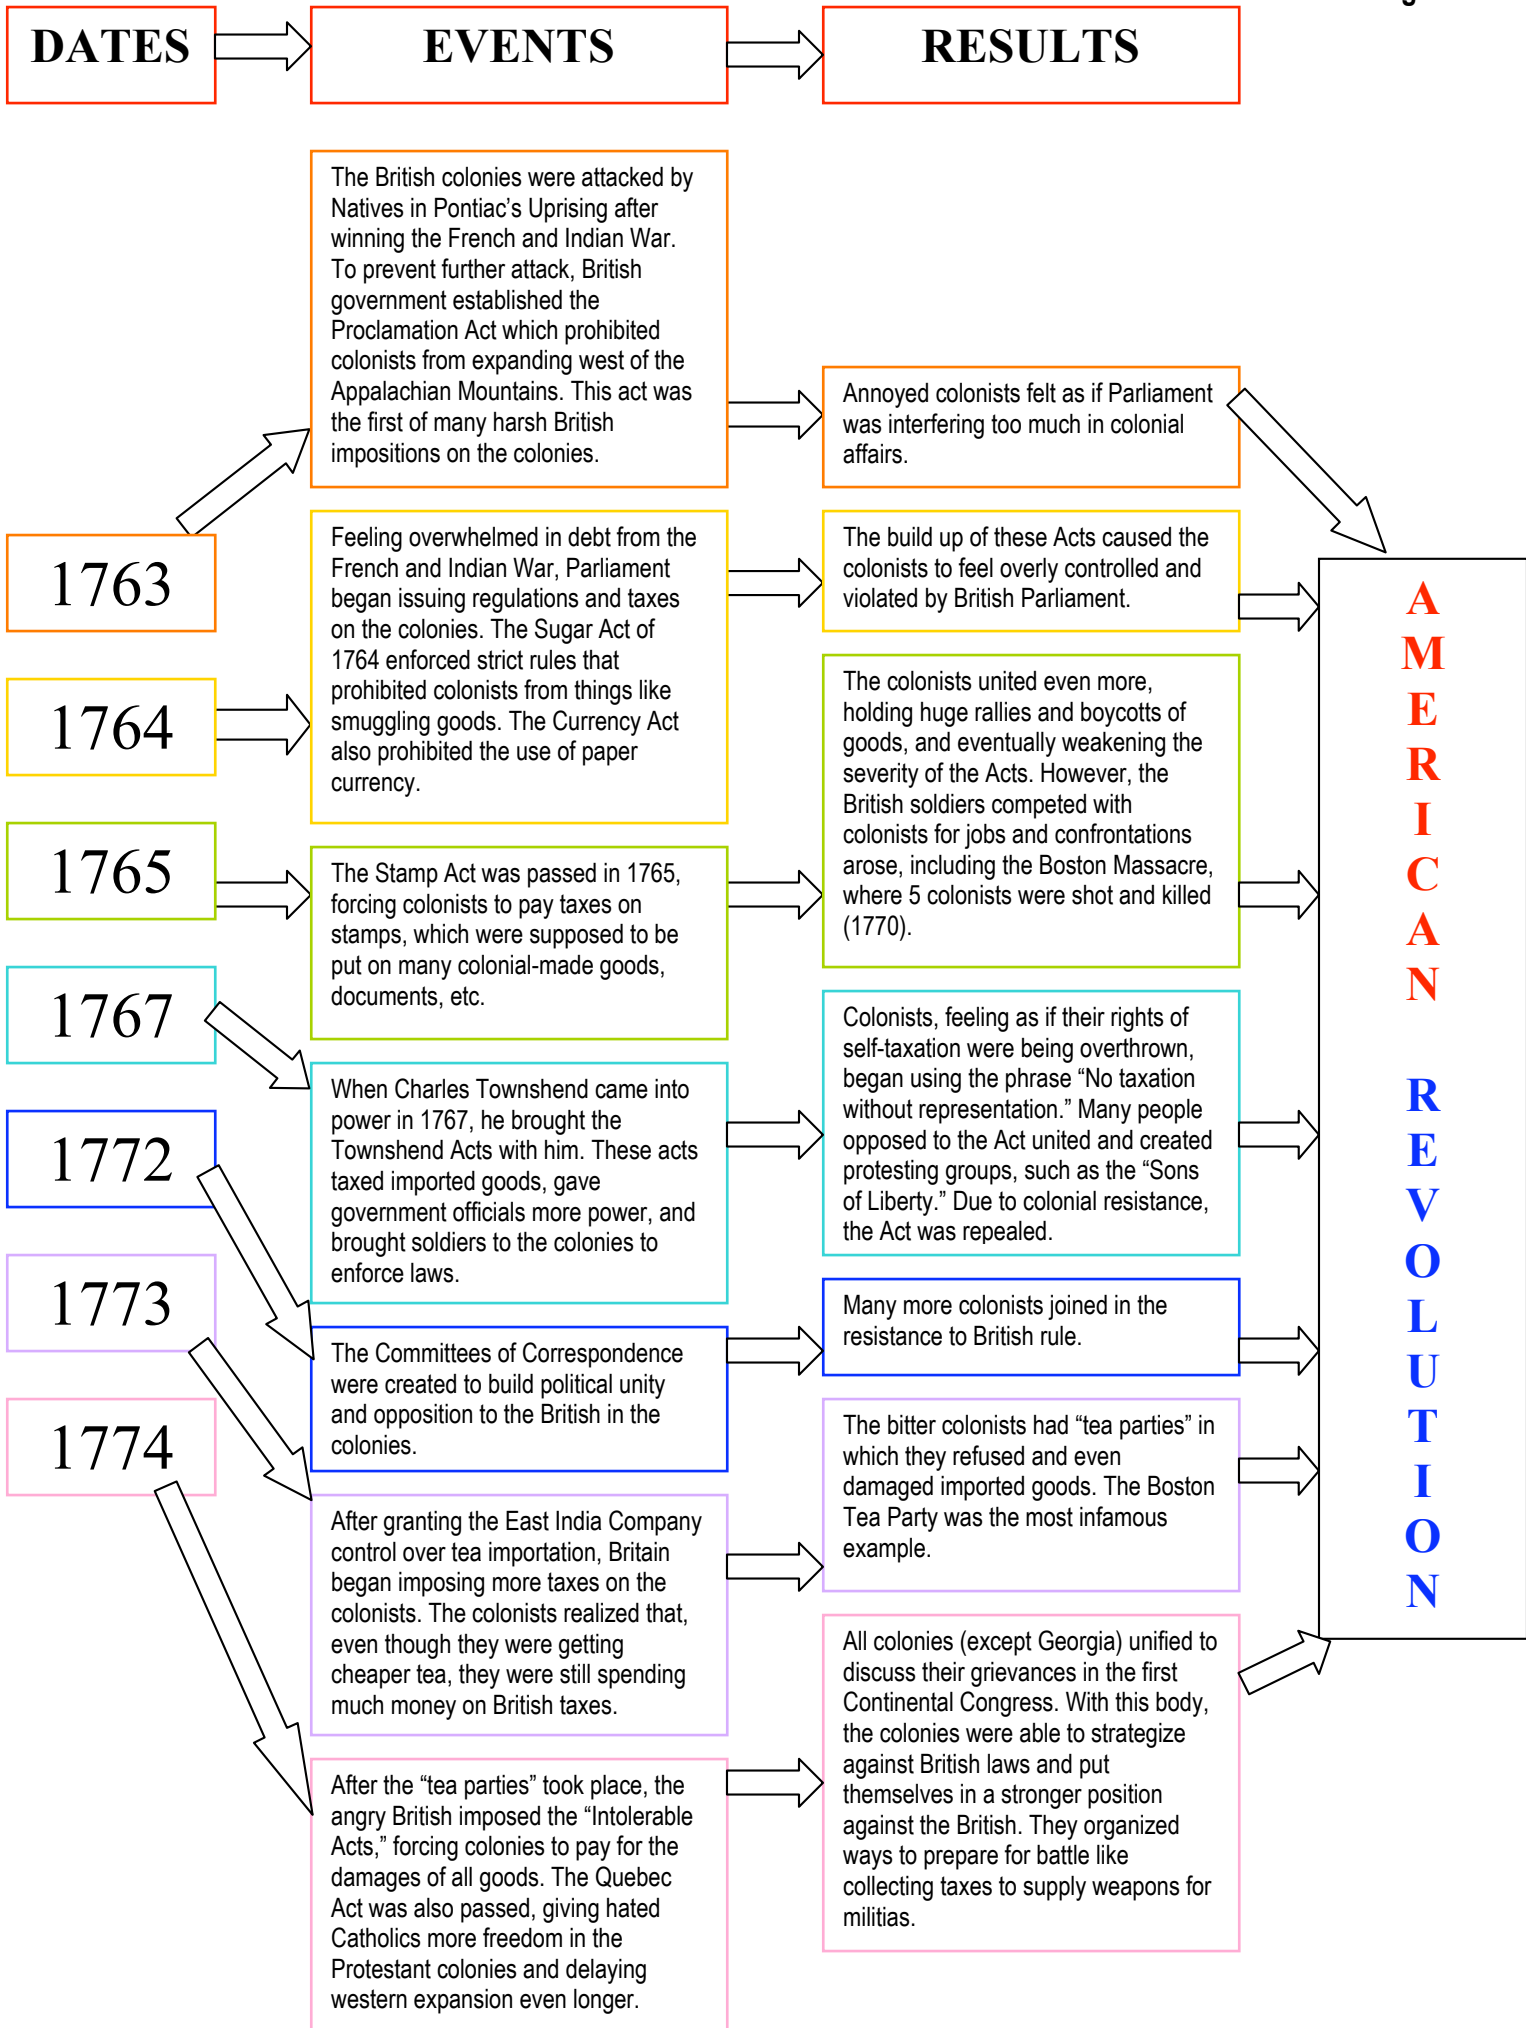 DATES
EVENTS
RESULTS
The British colonies were attacked by
Natives in Pontiac's Uprising after
winning the French and Indian War.
To prevent further attack, British
government established the
Proclamation Act which prohibited
colonists from expanding west of the
Appalachian Mountains. This act was
the first of many harsh British
impositions on the colonies.
Annoyed colonists felt as if Parliament
was interfering too much in colonial
affairs.
1763
Feeling overwhelmed in debt from the
French and Indian War, Parliament
began issuing regulations and taxes
on the colonies. The Sugar Act of
1764 enforced strict rules that
prohibited colonists from things like
smuggling goods. The Currency Act
also prohibited the use of paper
currency.
The build up of these Acts caused the
colonists to feel overly controlled and
violated by British Parliament.
1764
The colonists united even more,
holding huge rallies and boycotts of
goods, and eventually weakening the
severity of the Acts. However, the
British soldiers competed with
colonists for jobs and confrontations
arose, including the Boston Massacre,
where 5 colonists were shot and killed
(1770).
1765
The Stamp Act was passed in 1765,
forcing colonists to pay taxes on
stamps, which were supposed to be
put on many colonial-made goods,
documents, etc.
1767
When Charles Townshend came into
power in 1767, he brought the
Townshend Acts with him. These acts
taxed imported goods, gave
government officials more power, and
brought soldiers to the colonies to
enforce laws.
Colonists, feeling as if their rights of
self-taxation were being overthrown,
began using the phrase “No taxation
without representation.” Many people
opposed to the Act united and created
protesting groups, such as the “Sons
of Liberty.” Due to colonial resistance,
the Act was repealed.
1772
The Committees of Correspondence
were created to build political unity
and opposition to the British in the
colonies.
Many more colonists joined in the
resistance to British rule.
1773
After granting the East India Company
control over tea importation, Britain
began imposing more taxes on the
colonists. The colonists realized that,
even though they were getting
cheaper tea, they were still spending
much money on British taxes.
The bitter colonists had “tea parties” in
which they refused and even
damaged imported goods. The Boston
Tea Party was the most infamous
example.
1774
After the “tea parties” took place, the
angry British imposed the “Intolerable
Acts,” forcing colonies to pay for the
damages of all goods. The Quebec
Act was also passed, giving hated
Catholics more freedom in the
Protestant colonies and delaying
western expansion even longer.
All colonies (except Georgia) unified to
discuss their grievances in the first
Continental Congress. With this body,
the colonies were able to strategize
against British laws and put
themselves in a stronger position
against the British. They organized
ways to prepare for battle like
collecting taxes to supply weapons for
militias.
A
M
E
R
I
C
A
N
R
E
V
O
L
U
T
I
O
N